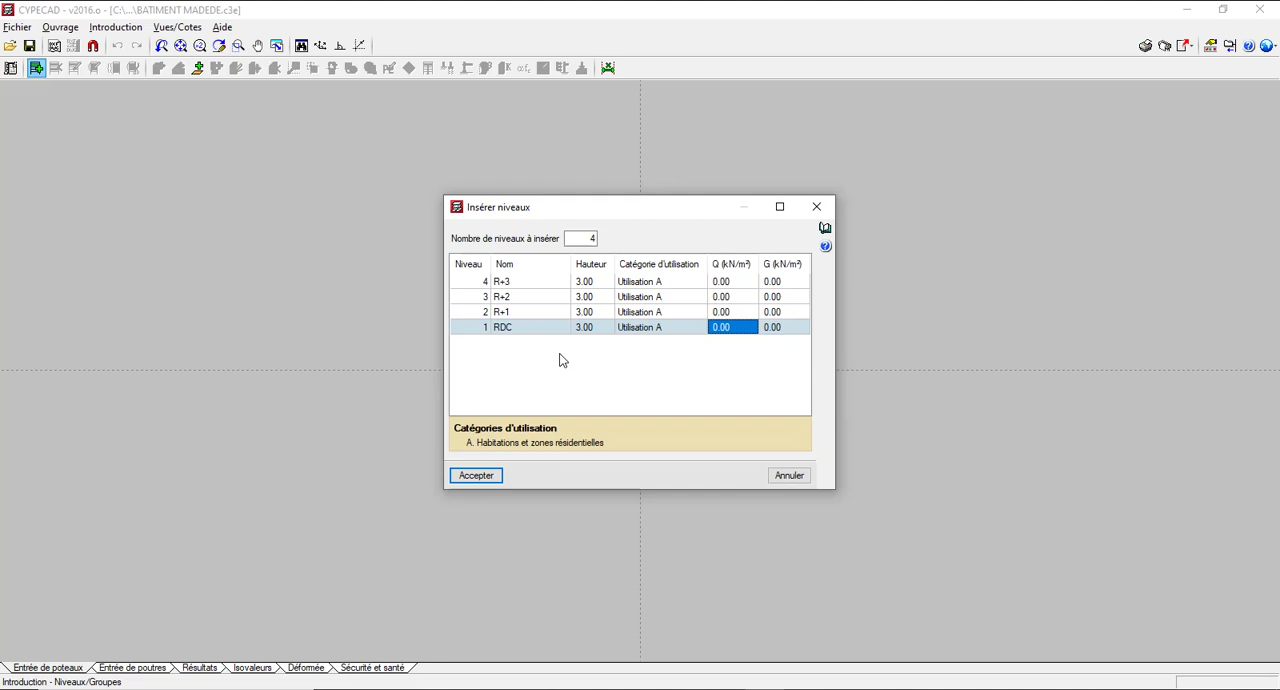 CYPECAD - v2016.o - [C:\...\BATIMENT MADEDE.c3e]
Fichier Ouvrage Introduction Vues/Cotes Aide
Insérer niveaux
Nombre de niveaux à insérer 4
Niveau Nom Hauteur Catégorie d'utilisation Q (kN/m²) G (kN/m²)
4 R+3 3.00 Utilisation A 0.00 0.00
3 R+2 3.00 Utilisation A 0.00 0.00
2 R+1 3.00 Utilisation A 0.00 0.00
1 RDC 3.00 Utilisation A 0.00 0.00
Catégories d'utilisation
A. Habitations et zones résidentielles
Accepter Annuler
Entrée de poteaux Entrée de poutres Résultats Isovaleurs Déformée Sécurité et santé
Introduction - Niveaux/Groupes